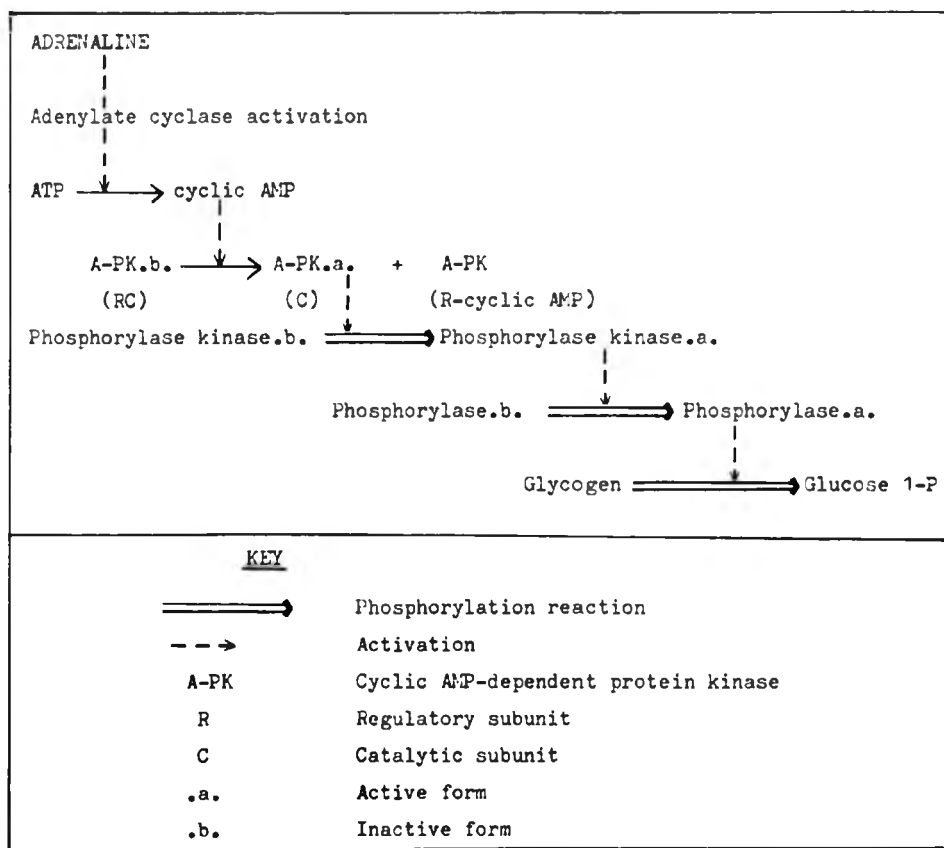 ADRENALINE
Adenylate cyclase activation
ATP cyclic AMP
A-PK.b. A-PK.a. + A-PK
(RC) (C) (R-cyclic AMP)
Phosphorylase kinase.b. Phosphorylase kinase.a.
Phosphorylase.b. Phosphorylase.a.
Glycogen Glucose 1-P
KEY
Phosphorylation reaction
Activation
A-PK Cyclic AMP-dependent protein kinase
R Regulatory subunit
C Catalytic subunit
.a. Active form
.b. Inactive form